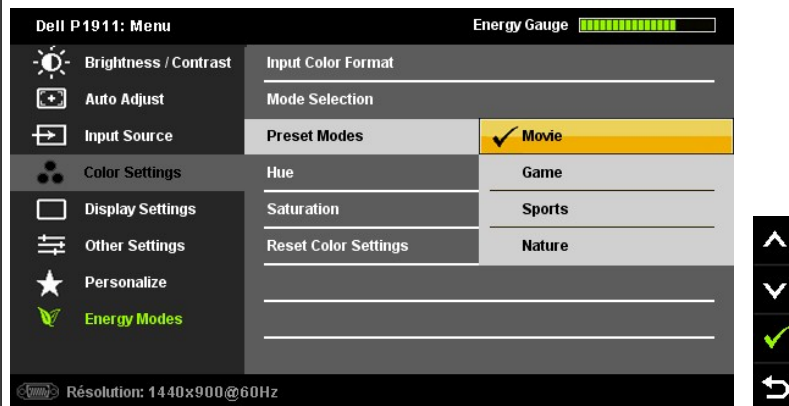 Dell P1911: Menu Energy Gauge
Brightness / Contrast Input Color Format
Auto Adjust Mode Selection
Input Source Preset Modes Movie
Color Settings Hue Game
Display Settings Saturation Sports
Other Settings Reset Color Settings Nature
Personalize
Energy Modes
Résolution: 1440x900@60Hz